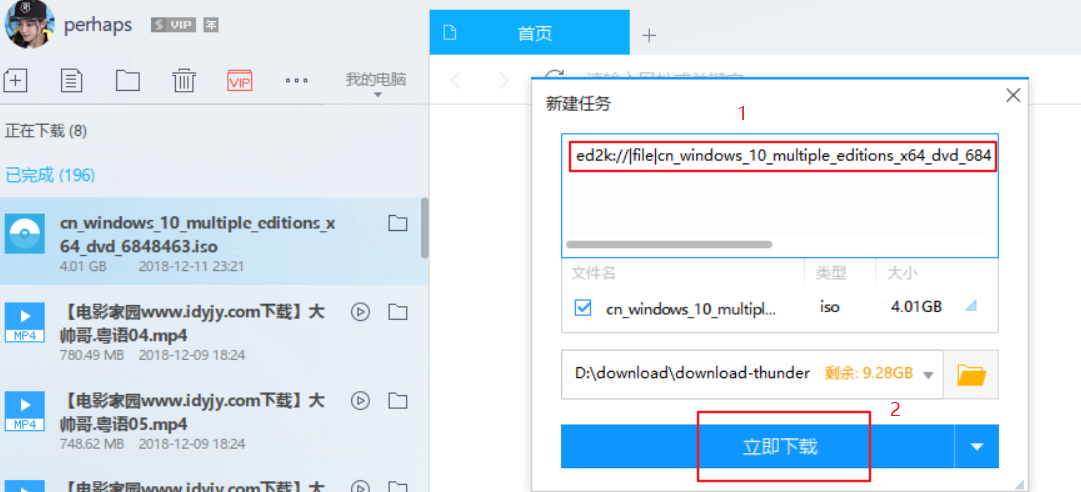 perhaps
S VIP 年
首页
VIP
我的电脑
正在下载 (8)
已完成 (196)
cn_windows_10_multiple_editions_x
64_dvd_6848463.iso
4.01 GB 2018-12-11 23:21
【电影家园www.idyjy.com下载】大
帅哥.粤语04.mp4
MP4
780.49 MB 2018-12-09 18:24
【电影家园www.idyjy.com下载】大
帅哥.粤语05.mp4
MP4
748.62 MB 2018-12-09 18:24
【电影家园www.idyjy.com下载】大
新建任务
1
ed2k://|file|cn_windows_10_multiple_editions_x64_dvd_684
文件名 类型 大小
cn_windows_10_multipl... iso 4.01GB
D:\download\download-thunder 剩余: 9.28GB
2
立即下载